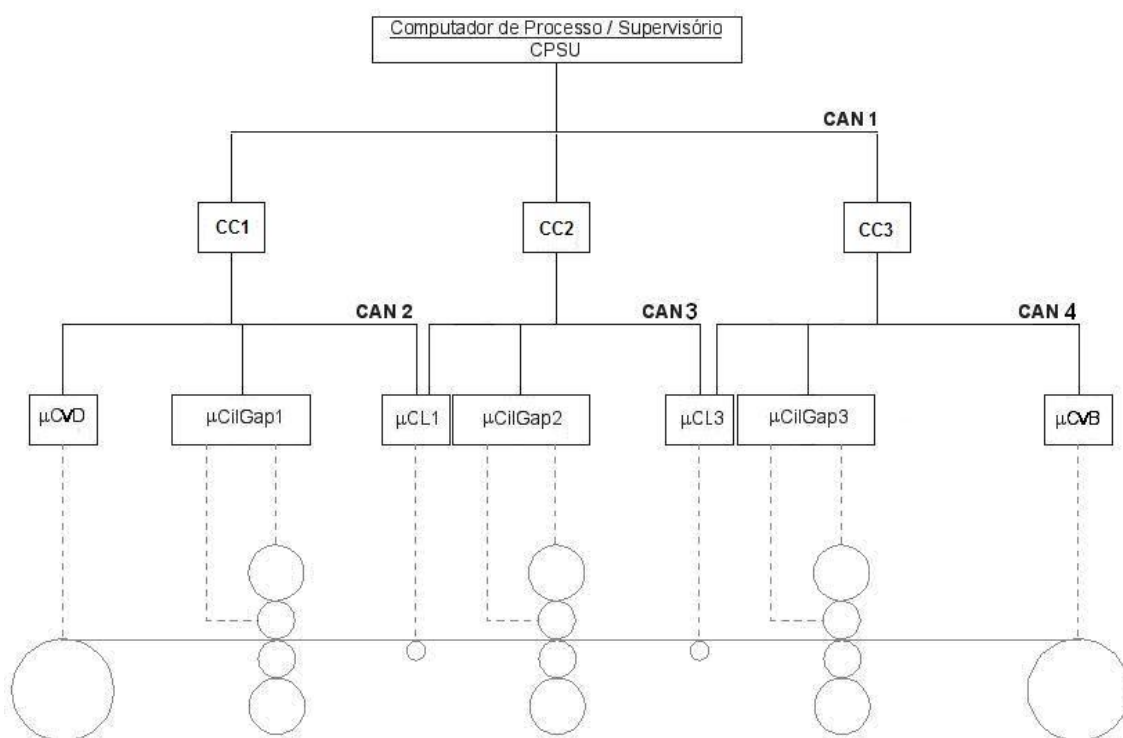 Computador de Processo / Supervisório
CPSU
CAN 1
CC1
CC2
CC3
CAN 2
CAN 3
CAN 4
µCVD
µCilGap1
µCL1
µCilGap2
µCL3
µCilGap3
µCVB